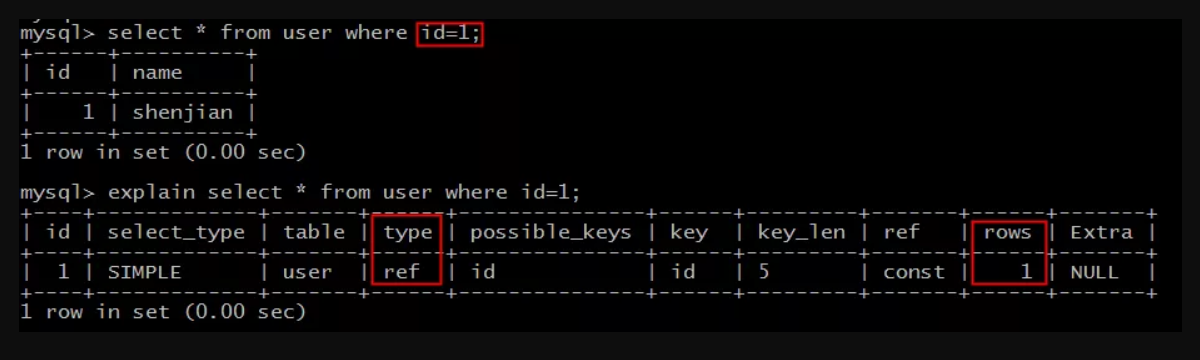 mysql> select * from user where id=1;
+------+----------+
| id   | name     |
+------+----------+
|    1 | shenjian |
+------+----------+
1 row in set (0.00 sec)
mysql> explain select * from user where id=1;
+----+-------------+-------+------+---------------+------+---------+-------+------+-------+
| id | select_type | table | type | possible_keys | key  | key_len | ref   | rows | Extra |
+----+-------------+-------+------+---------------+------+---------+-------+------+-------+
|  1 | SIMPLE      | user  | ref  | id            | id   | 5       | const |    1 | NULL  |
+----+-------------+-------+------+---------------+------+---------+-------+------+-------+
1 row in set (0.00 sec)